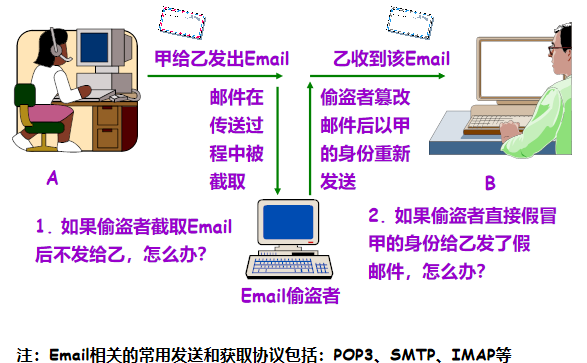 甲给乙发出Email
乙收到该Email
邮件在
传送过
程中被
截取
偷盗者篡改
邮件后以甲
的身份重新
发送
A
B
1. 如果偷盗者截取Email
后不发给乙，怎么办？
2. 如果偷盗者直接假冒
甲的身份给乙发了假
邮件，怎么办？
Email偷盗者
注：Email相关的常用发送和获取协议包括：POP3、SMTP、IMAP等